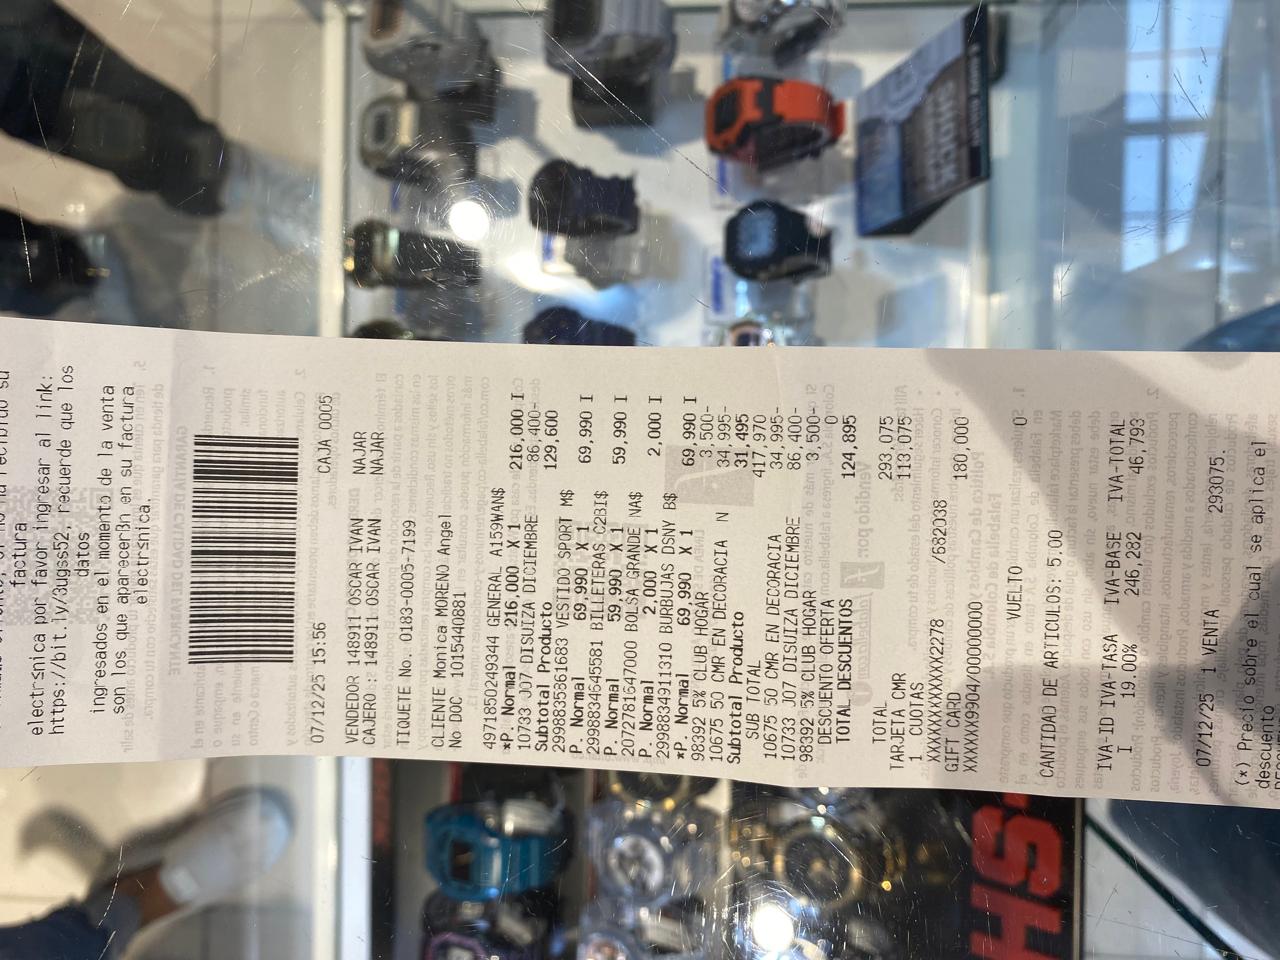 factura
electrsnica por favor ingresar al link:
https://bit.ly/3ugss52, recuerde que los
datos
ingresados en el momento de la venta
son los que aparecerßn en su factura
electrsnica.
07/12/25 15:56 CAJA 0005
VENDEDOR 148911 OSCAR IVAN NAJAR
CAJERO :: 148911 OSCAR IVAN NAJAR
TIQUETE No.: 0183-0005-7199
CLIENTE Monica MORENO Angel
No DOC 1015440881
4971850249344 GENERAL A159WAN$
*P. Normal 216,000 X 1 216,000 I
10733 J07 DISUIZA DICIEMBRE 86,400-
Subtotal Producto 129,600
2998835861683 VESTIDO SPORT M$
P. Normal 69,990 X 1 69,990 I
2998834645581 BILLETERAS C2BI$
P. Normal 59,990 X 1 59,990 I
2072781647000 BOLSA GRANDE NA$
P. Normal 2,000 X 1 2,000 I
2998834911310 BURBUJAS DSNY B$
*P. Normal 69,990 X 1 69,990 I
98392 5% CLUB HOGAR 3,500-
10675 50 CMR EN DECORACIA N 34,995-
Subtotal Producto 31,495
SUB TOTAL 417,970
10675 50 CMR EN DECORACIA 34,995-
10733 J07 DISUIZA DICIEMBRE 86,400-
98392 5% CLUB HOGAR 3,500-
DESCUENTO OFERTA 0
TOTAL DESCUENTOS 124,895
TOTAL 293,075
TARJETA CMR 113,075
1 CUOTAS
XXXXXXXXXXXX2278 /682038
GIFT CARD 180,000
XXXXXX9904/000000000
VUELTO 0
CANTIDAD DE ARTICULOS: 5.00
IVA-ID IVA-TASA IVA-BASE IVA-TOTAL
I 19.00% 246,282 46,793
07/12/25 1 VENTA 293075.
(*) Precio sobre el cual se aplica el
descuento